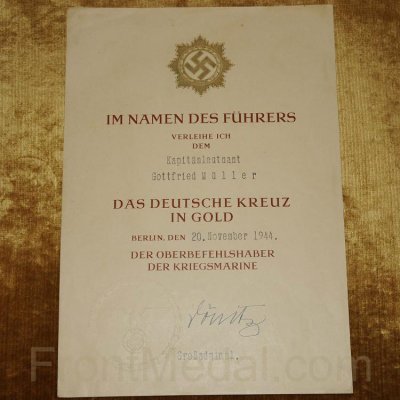 IM NAMEN DES FÜHRERS
VERLEIHE ICH
DEM
Kapitänleutnant
Gottfried Müller
DAS DEUTSCHE KREUZ
IN GOLD
BERLIN, DEN 20.November 1944.
DER OBERBEFEHLSHABER
DER KRIEGSMARINE
Dönitz
Großadmiral.
FrontMedal.com